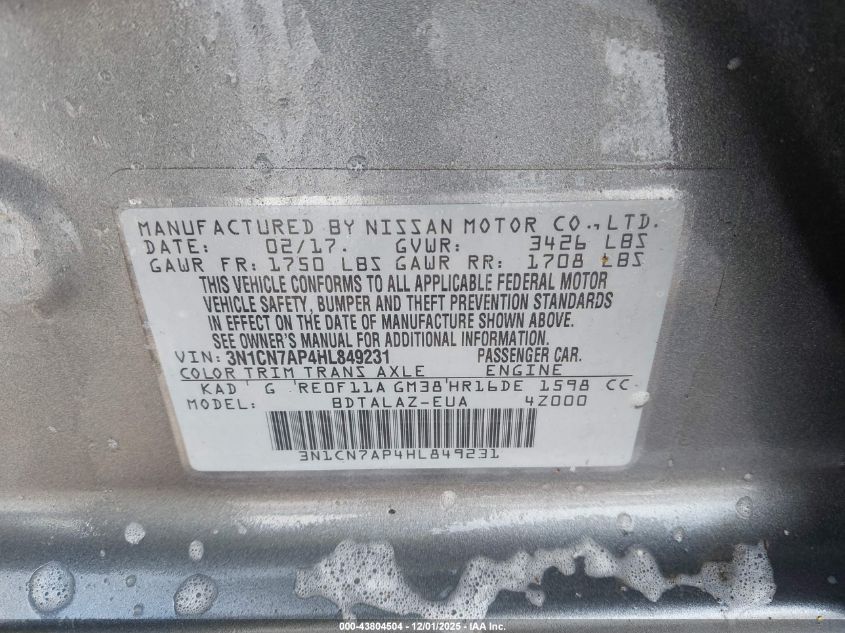 MANUFACTURED BY NISSAN MOTOR CO., LTD.
DATE: 02/17. GVWR: 3426 LBS
GAWR FR: 1750 LBS GAWR RR: 1708 LBS
THIS VEHICLE CONFORMS TO ALL APPLICABLE FEDERAL MOTOR
VEHICLE SAFETY, BUMPER AND THEFT PREVENTION STANDARDS
IN EFFECT ON THE DATE OF MANUFACTURE SHOWN ABOVE.
SEE OWNER'S MANUAL FOR ADDITIONAL INFORMATION.
VIN: 3N1CN7AP4HL849231 PASSENGER CAR.
COLOR TRIM TRANS AXLE ENGINE
KAD G RE0F11A GM38 HR16DE 1598 CC
MODEL: BDTALAZ-EUA 4Z000
3N1CN7AP4HL849231
000-43804504 - 12/01/2025 - IAA Inc.